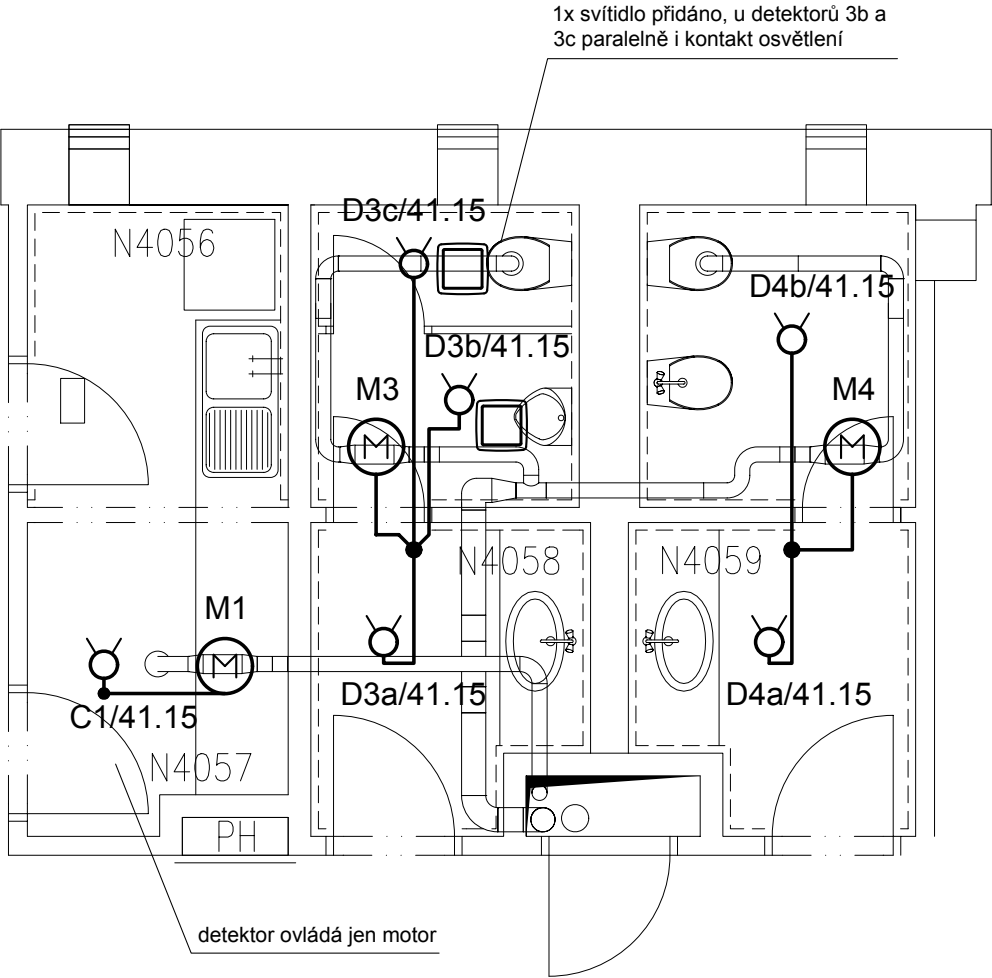 1x svítidlo přidáno, u detektorů 3b a
3c paralelně i kontakt osvětlení
D3c/41.15
N4056
D4b/41.15
D3b/41.15
M3
M4
M
M
N4058
N4059
M1
M
D3a/41.15
D4a/41.15
C1/41.15
N4057
PH
detektor ovládá jen motor